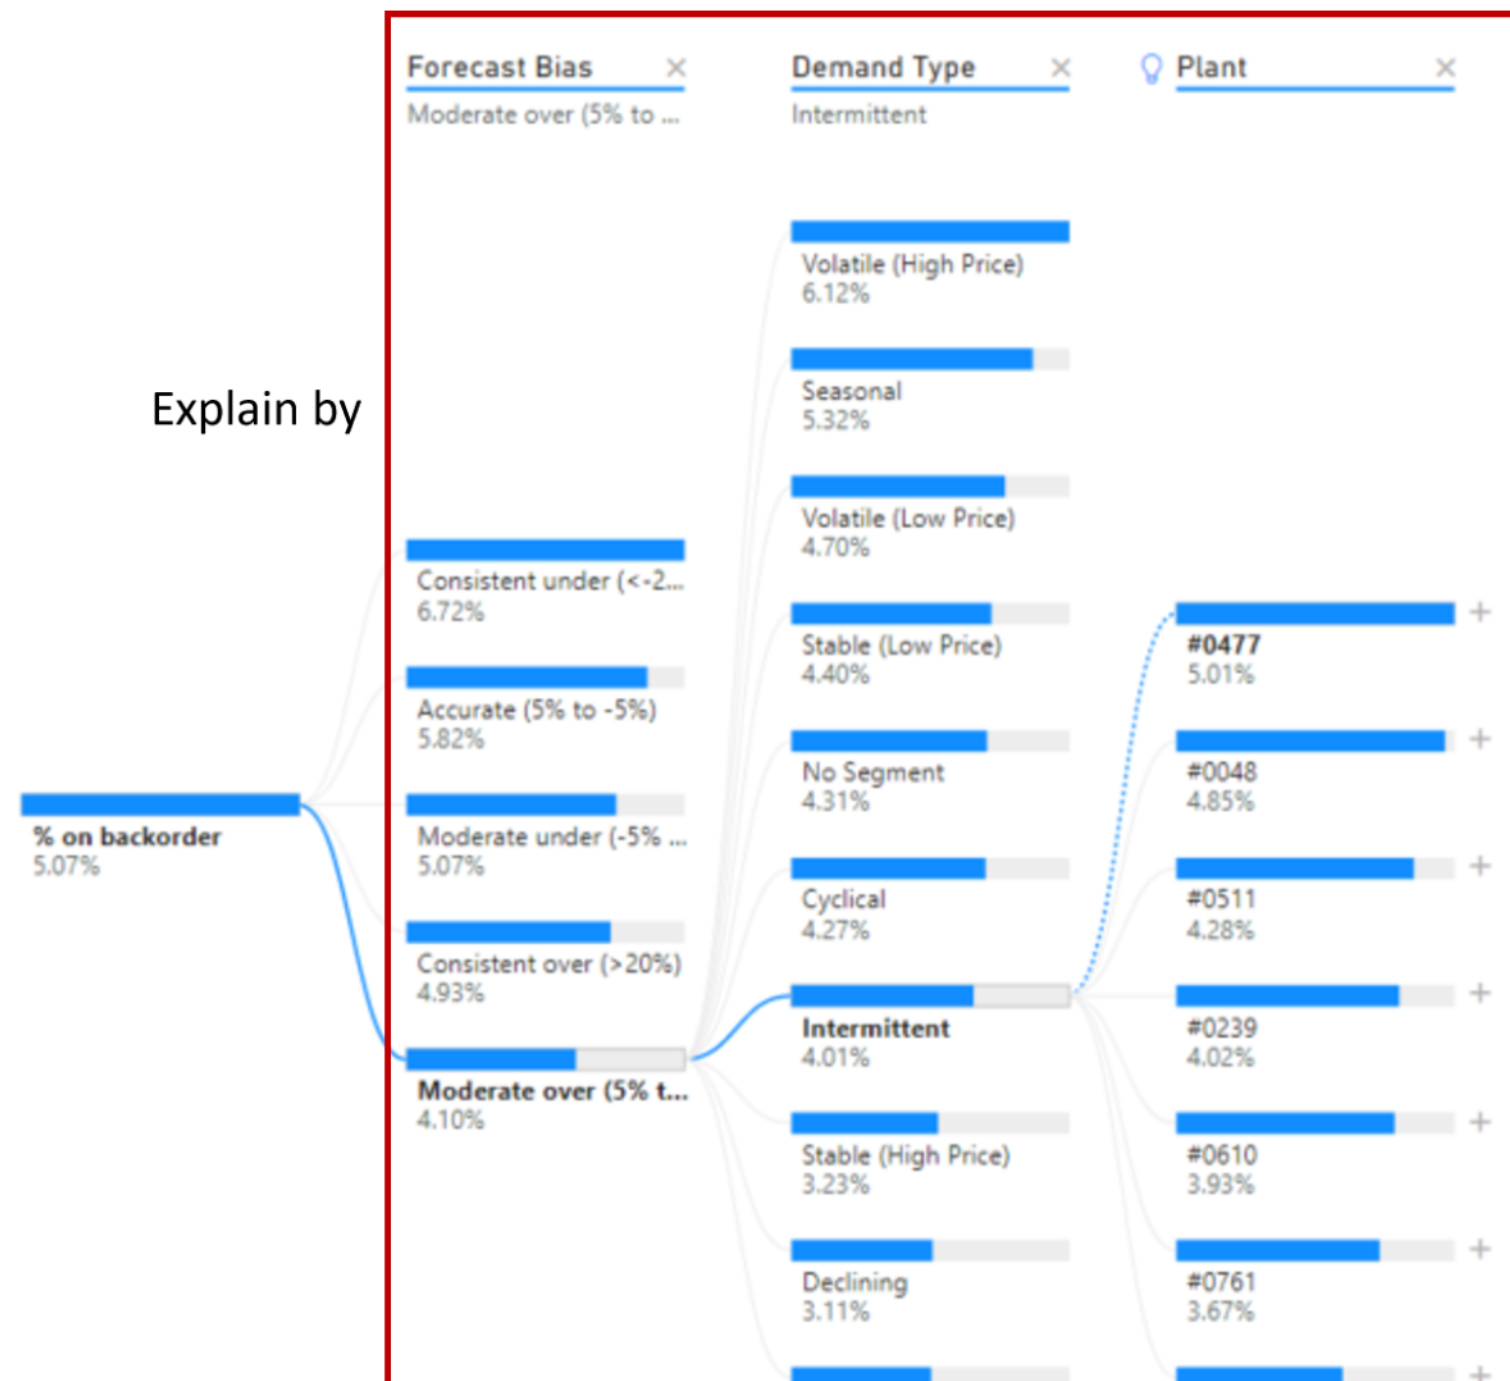 Forecast Bias
Moderate over (5% to ...
Demand Type
Intermittent
Plant
Explain by
% on backorder
5.07%
Consistent under (<-2...
6.72%
Accurate (5% to -5%)
5.82%
Moderate under (-5% ...
5.07%
Consistent over (>20%)
4.93%
Moderate over (5% t...
4.10%
Volatile (High Price)
6.12%
Seasonal
5.32%
Volatile (Low Price)
4.70%
Stable (Low Price)
4.40%
No Segment
4.31%
Cyclical
4.27%
Intermittent
4.01%
Stable (High Price)
3.23%
Declining
3.11%
#0477
5.01%
#0048
4.85%
#0511
4.28%
#0239
4.02%
#0610
3.93%
#0761
3.67%